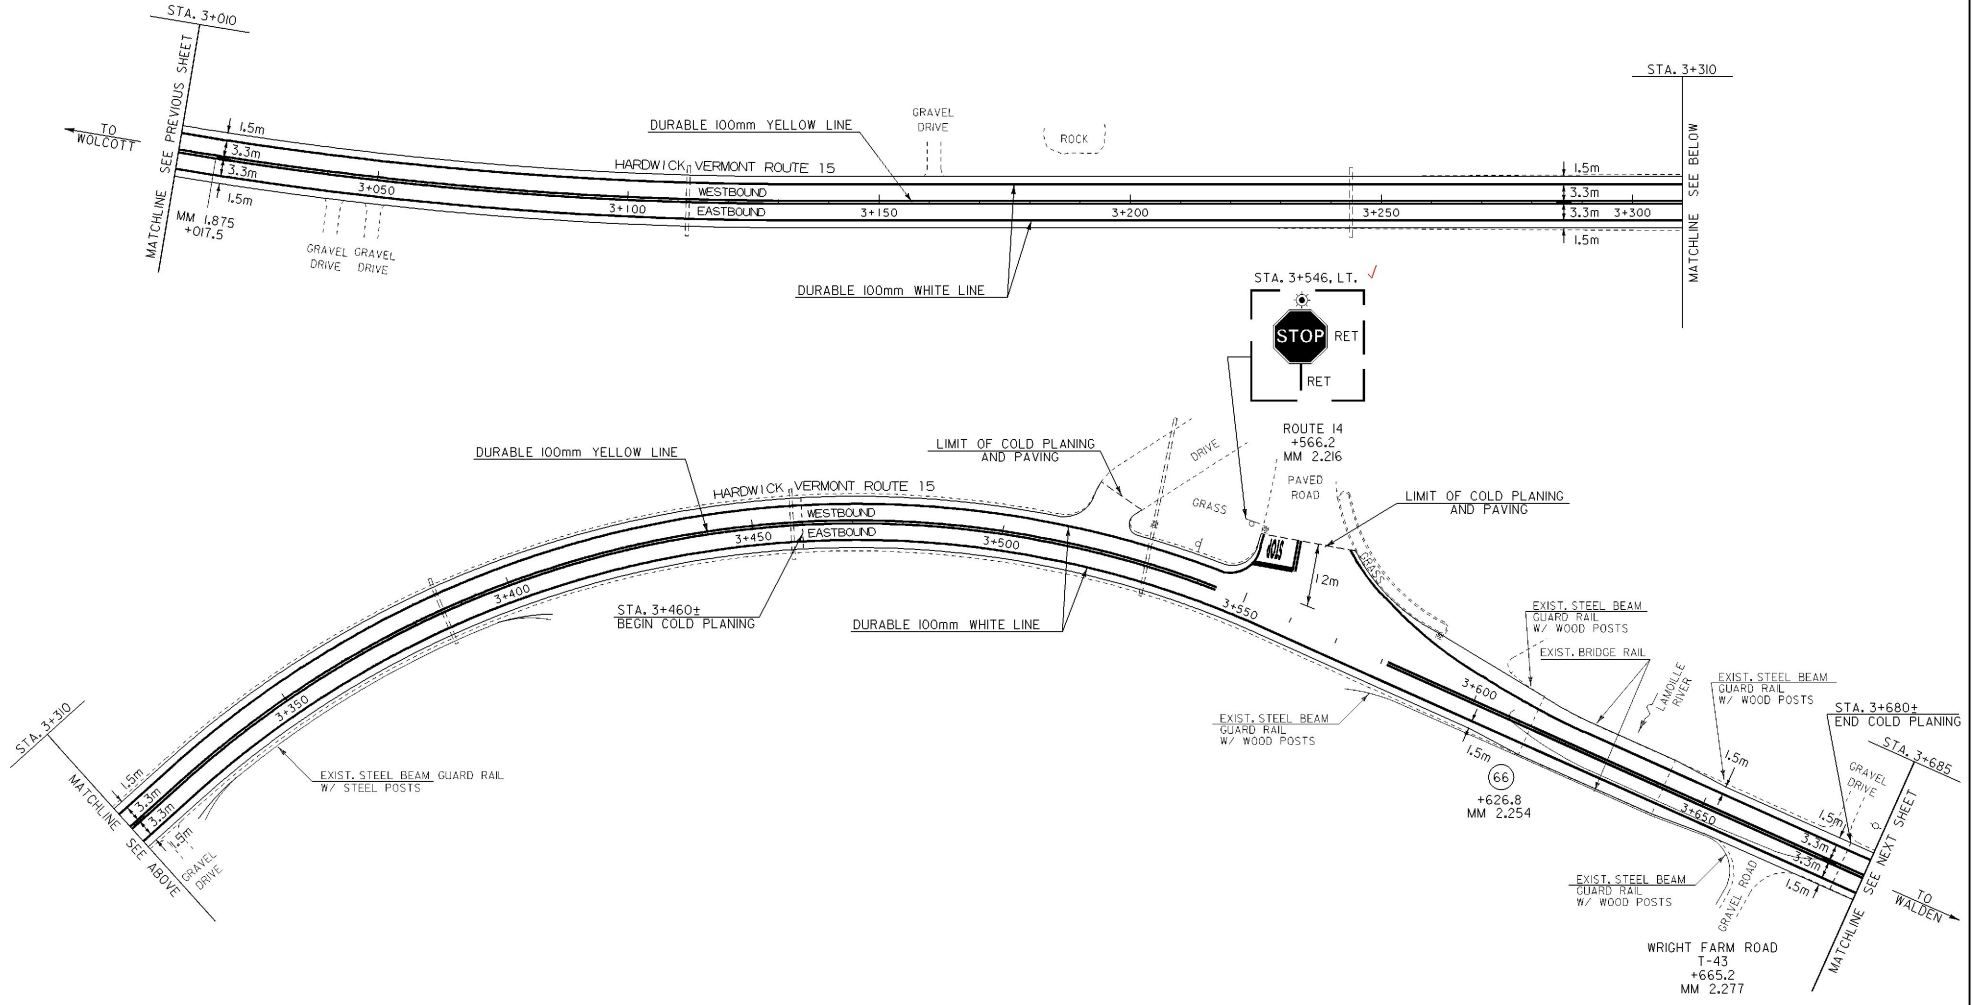 STA. 3+010
MATCHLINE SEE PREVIOUS SHEET
TO
WOLCOTT
1.5m
3.3m
3.3m
1.5m
MM 1.875
+017.5
3+050
GRAVEL
DRIVE
GRAVEL
DRIVE
HARDWICK, VERMONT ROUTE 15
WESTBOUND
EASTBOUND
3+100
DURABLE 100mm YELLOW LINE
GRAVEL
DRIVE
ROCK
3+150
3+200
3+250
3+300
DURABLE 100mm WHITE LINE
1.5m
3.3m
3.3m
1.5m
STA. 3+310
MATCHLINE SEE BELOW
STA. 3+546, LT.
STOP
RET
RET
ROUTE 14
+566.2
MM 2.216
PAVED
ROAD
DURABLE 100mm YELLOW LINE
HARDWICK, VERMONT ROUTE 15
WESTBOUND
EASTBOUND
LIMIT OF COLD PLANING
AND PAVING
DRIVE
GRASS
STOP
LIMIT OF COLD PLANING
AND PAVING
GRASS
12m
STA. 3+310
MATCHLINE SEE ABOVE
1.5m
3.3m
3.3m
1.5m
GRAVEL
DRIVE
3+350
3+400
3+450
3+500
3+550
3+600
3+650
EXIST. STEEL BEAM GUARD RAIL
W/ STEEL POSTS
STA. 3+460±
BEGIN COLD PLANING
DURABLE 100mm WHITE LINE
EXIST. STEEL BEAM
GUARD RAIL
W/ WOOD POSTS
EXIST. BRIDGE RAIL
LAMOILLE
RIVER
EXIST. STEEL BEAM
GUARD RAIL
W/ WOOD POSTS
STA. 3+680±
END COLD PLANING
STA. 3+685
EXIST. STEEL BEAM
GUARD RAIL
W/ WOOD POSTS
1.5m
66
+626.8
MM 2.254
1.5m
GRAVEL
DRIVE
1.5m
3.3m
3.3m
1.5m
MATCHLINE SEE NEXT SHEET
TO
WALDEN
EXIST. STEEL BEAM
GUARD RAIL
W/ WOOD POSTS
GRAVEL ROAD
WRIGHT FARM ROAD
T-43
+665.2
MM 2.277